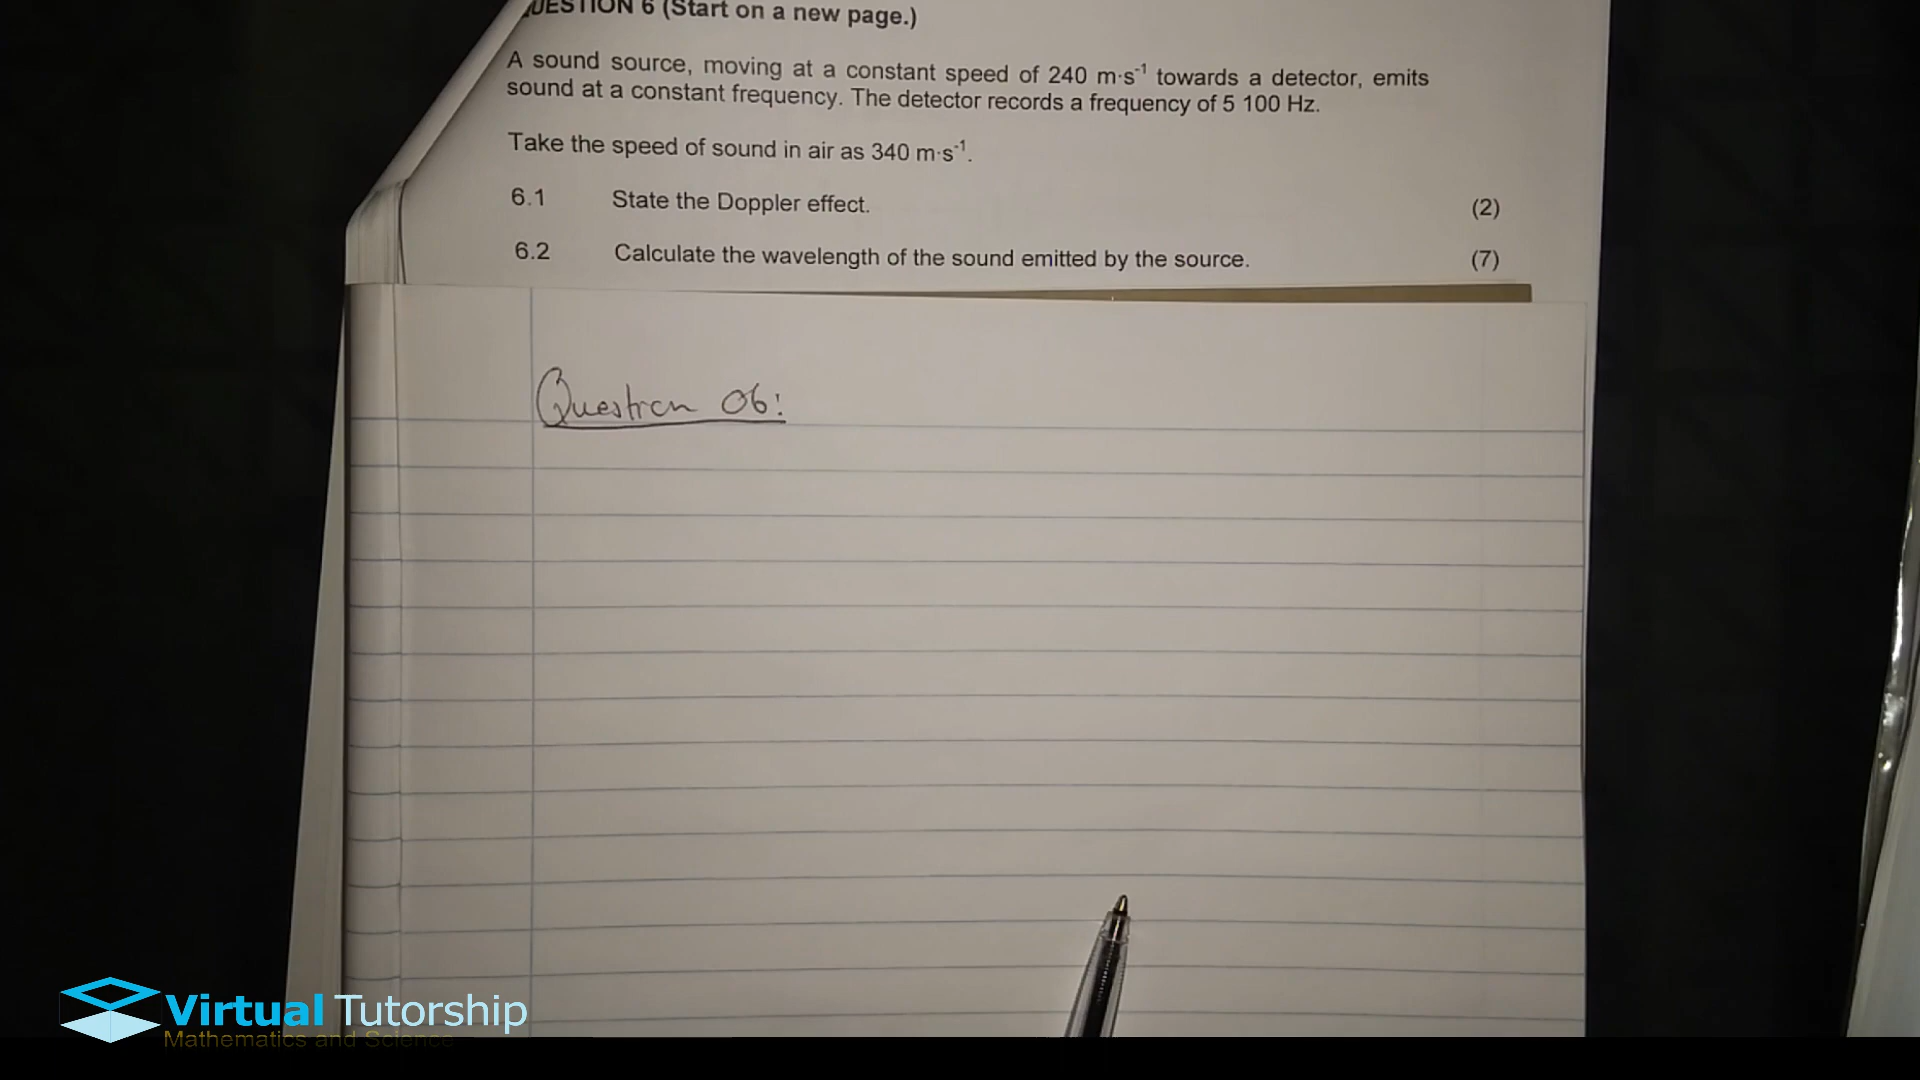 QUESTION 6 (Start on a new page.)
A sound source, moving at a constant speed of 240 m·s⁻¹ towards a detector, emits
sound at a constant frequency. The detector records a frequency of 5 100 Hz.
Take the speed of sound in air as 340 m·s⁻¹.
6.1 State the Doppler effect. (2)
6.2 Calculate the wavelength of the sound emitted by the source. (7)
Question 06:
Virtual Tutorship
Mathematics and Science